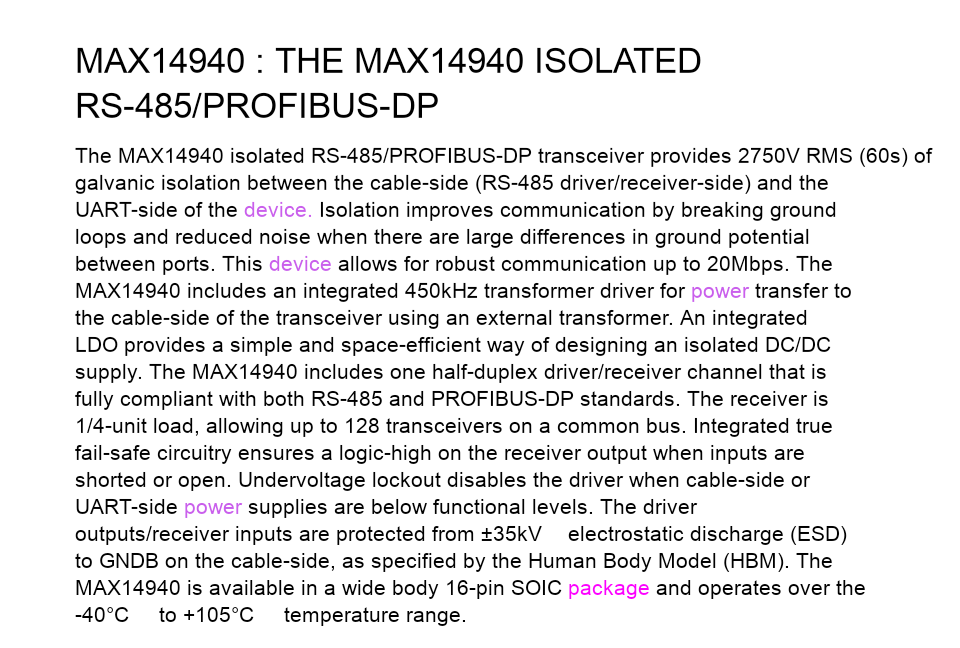 MAX14940 : THE MAX14940 ISOLATED
RS-485/PROFIBUS-DP
The MAX14940 isolated RS-485/PROFIBUS-DP transceiver provides 2750V RMS (60s) of
galvanic isolation between the cable-side (RS-485 driver/receiver-side) and the
UART-side of the device. Isolation improves communication by breaking ground
loops and reduced noise when there are large differences in ground potential
between ports. This device allows for robust communication up to 20Mbps. The
MAX14940 includes an integrated 450kHz transformer driver for power transfer to
the cable-side of the transceiver using an external transformer. An integrated
LDO provides a simple and space-efficient way of designing an isolated DC/DC
supply. The MAX14940 includes one half-duplex driver/receiver channel that is
fully compliant with both RS-485 and PROFIBUS-DP standards. The receiver is
1/4-unit load, allowing up to 128 transceivers on a common bus. Integrated true
fail-safe circuitry ensures a logic-high on the receiver output when inputs are
shorted or open. Undervoltage lockout disables the driver when cable-side or
UART-side power supplies are below functional levels. The driver
outputs/receiver inputs are protected from ±35kV electrostatic discharge (ESD)
to GNDB on the cable-side, as specified by the Human Body Model (HBM). The
MAX14940 is available in a wide body 16-pin SOIC package and operates over the
-40°C to +105°C temperature range.